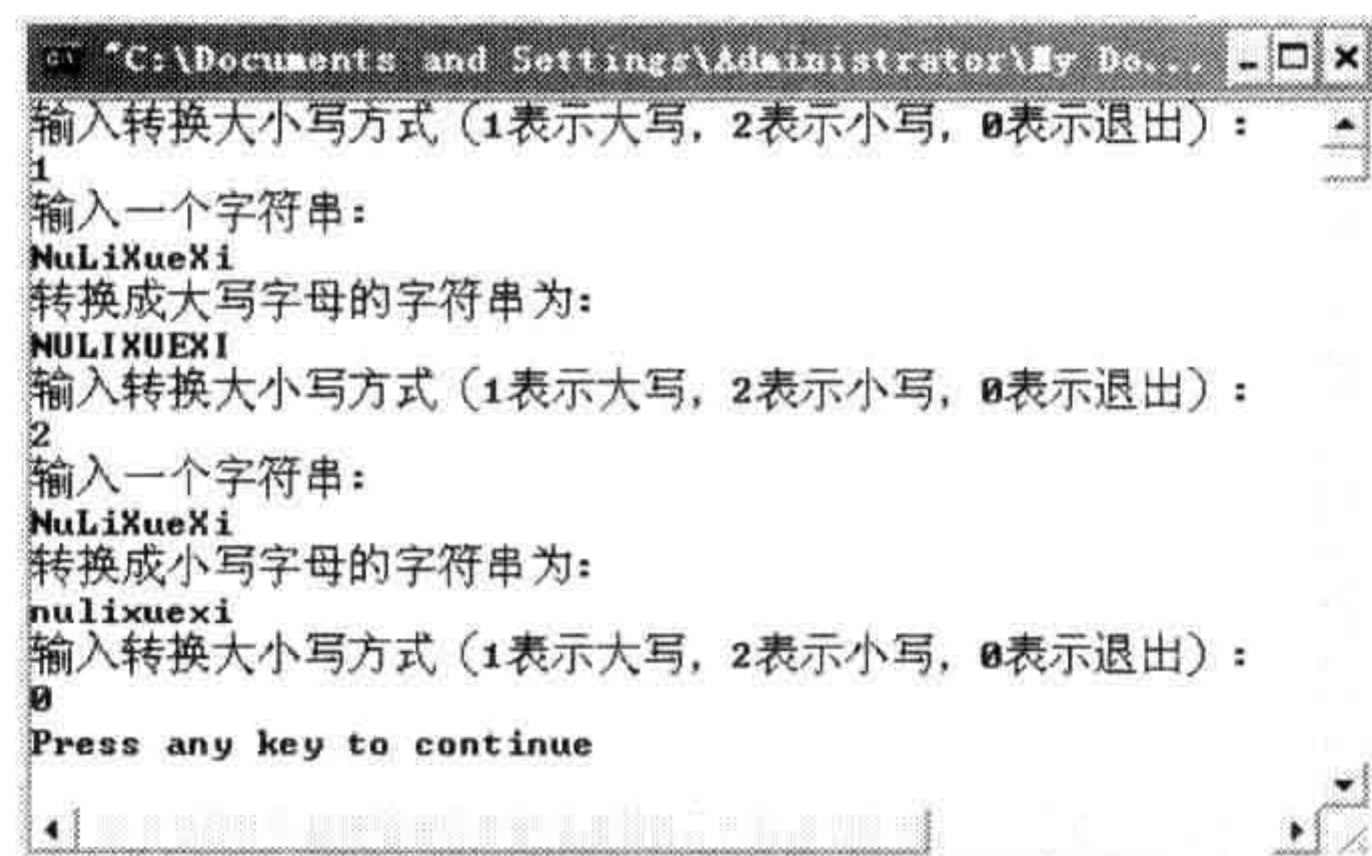 "C:\Documents and Settings\Administrator\My Do...
输入转换大小写方式（1表示大写，2表示小写，0表示退出）：
1
输入一个字符串：
NuLiXueXi
转换成大写字母的字符串为：
NULIXUEXI
输入转换大小写方式（1表示大写，2表示小写，0表示退出）：
2
输入一个字符串：
NuLiXueXi
转换成小写字母的字符串为：
nulixuexi
输入转换大小写方式（1表示大写，2表示小写，0表示退出）：
0
Press any key to continue